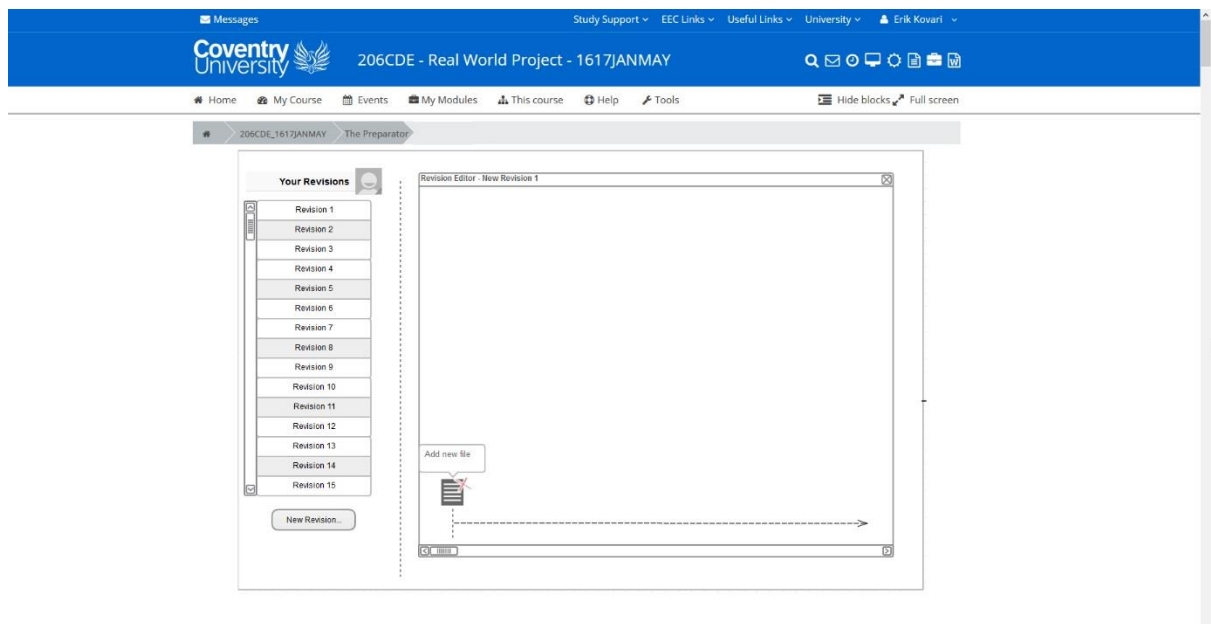 Messages Study Support EEC Links Useful Links University Erik Kovari
Coventry University
206CDE - Real World Project - 1617JANMAY
Home My Course Events My Modules This course Help Tools Hide blocks Full screen
206CDE_1617JANMAY The Preparator
Your Revisions
Revision 1
Revision 2
Revision 3
Revision 4
Revision 5
Revision 6
Revision 7
Revision 8
Revision 9
Revision 10
Revision 11
Revision 12
Revision 13
Revision 14
Revision 15
New Revision...
Revision Editor - New Revision 1
Add new file